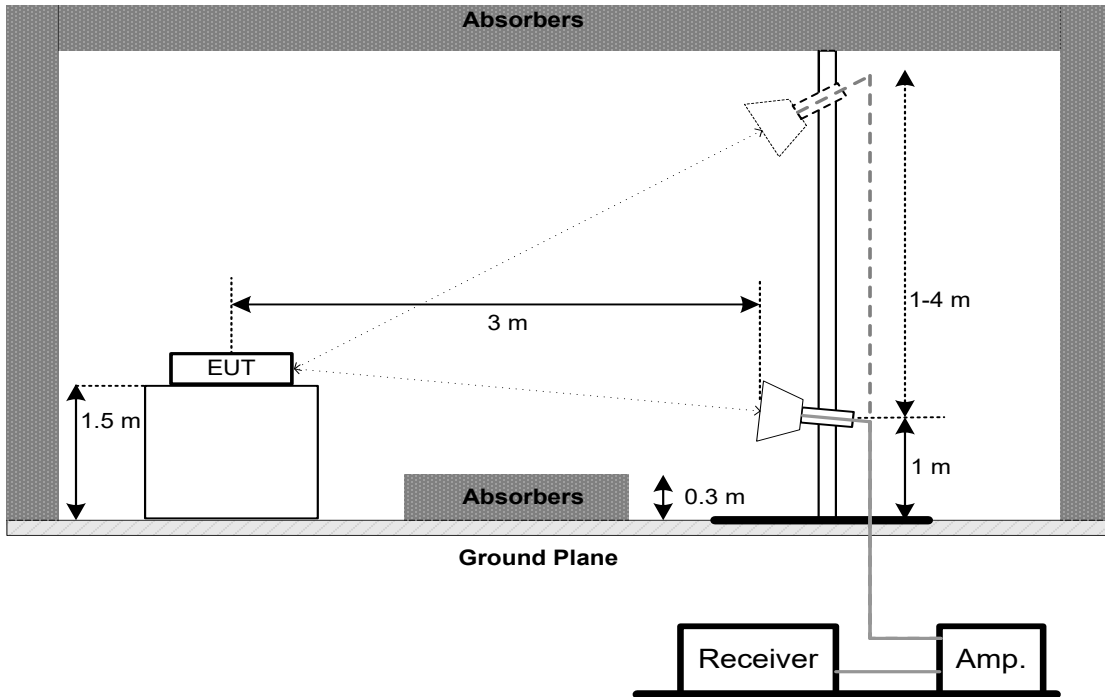 Absorbers
1-4 m
3 m
EUT
1.5 m
1 m
Absorbers
0.3 m
Ground Plane
Receiver
Amp.